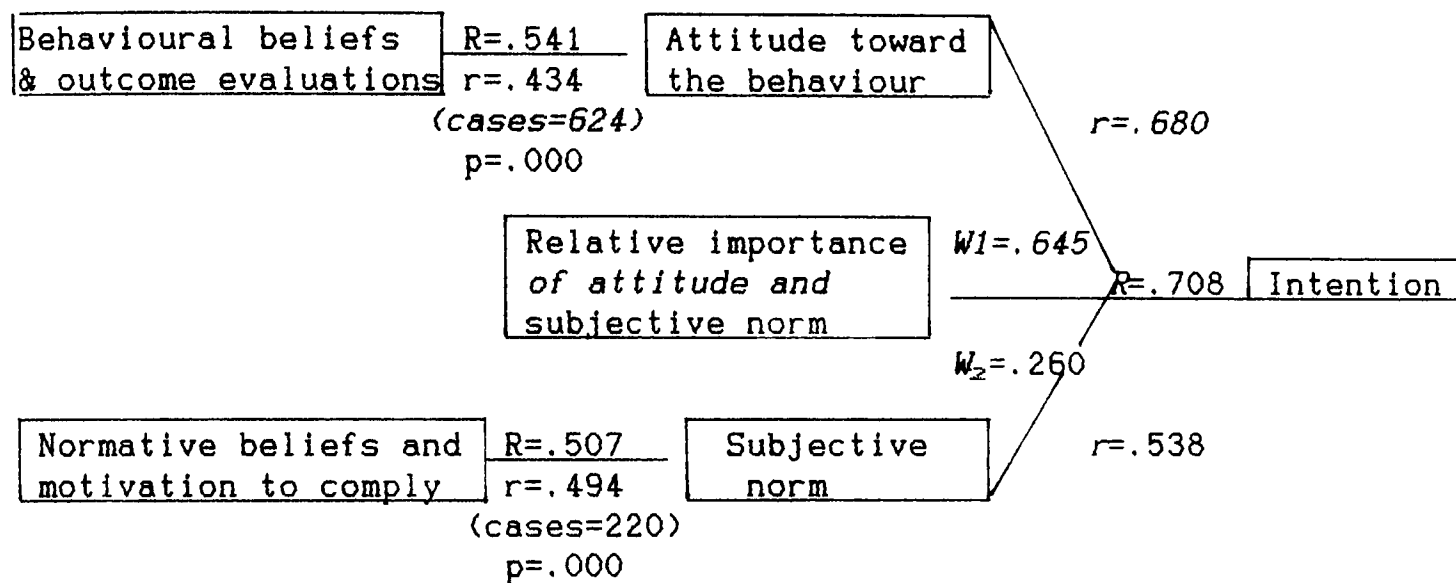 Behavioural beliefs
& outcome evaluations
R=.541
r=.434
(cases=624)
p=.000
Attitude toward
the behaviour
r=.680
Relative importance
of attitude and
subjective norm
W1=.645
R=.708
Intention
W₂=.260
Normative beliefs and
motivation to comply
R=.507
r=.494
(cases=220)
p=.000
Subjective
norm
r=.538